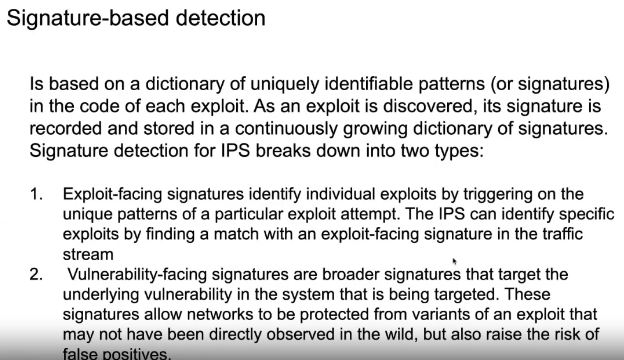 Signature-based detection
Is based on a dictionary of uniquely identifiable patterns (or signatures)
in the code of each exploit. As an exploit is discovered, its signature is
recorded and stored in a continuously growing dictionary of signatures.
Signature detection for IPS breaks down into two types:
1. Exploit-facing signatures identify individual exploits by triggering on the
unique patterns of a particular exploit attempt. The IPS can identify specific
exploits by finding a match with an exploit-facing signature in the traffic
stream
2. Vulnerability-facing signatures are broader signatures that target the
underlying vulnerability in the system that is being targeted. These
signatures allow networks to be protected from variants of an exploit that
may not have been directly observed in the wild, but also raise the risk of
false positives.